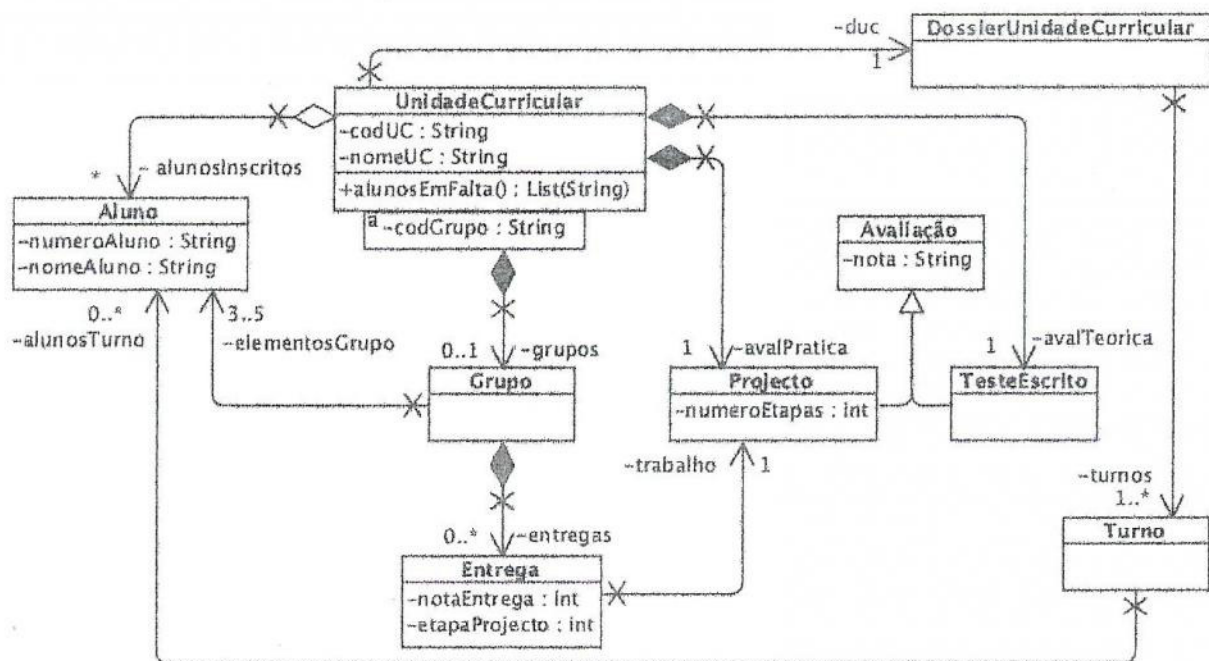 -duc
1
DossierUnidadeCurricular
UnidadeCurricular
-codUC : String
-nomeUC : String
+alunosEmFalta() : List(String)
a
-codGrupo : String
- alunosInscritos
*
Aluno
-numeroAluno : String
-nomeAluno : String
0..*
-alunosTurno
3..5
-elementosGrupo
0..1
-grupos
Grupo
Avaliação
-nota : String
1
-avalPratica
Projecto
-numeroEtapas : int
1
-avalTeorica
TesteEscrito
-trabalho
1
-turnos
1..*
Turno
0..*
-entregas
Entrega
-notaEntrega : int
-etapaProjecto : int